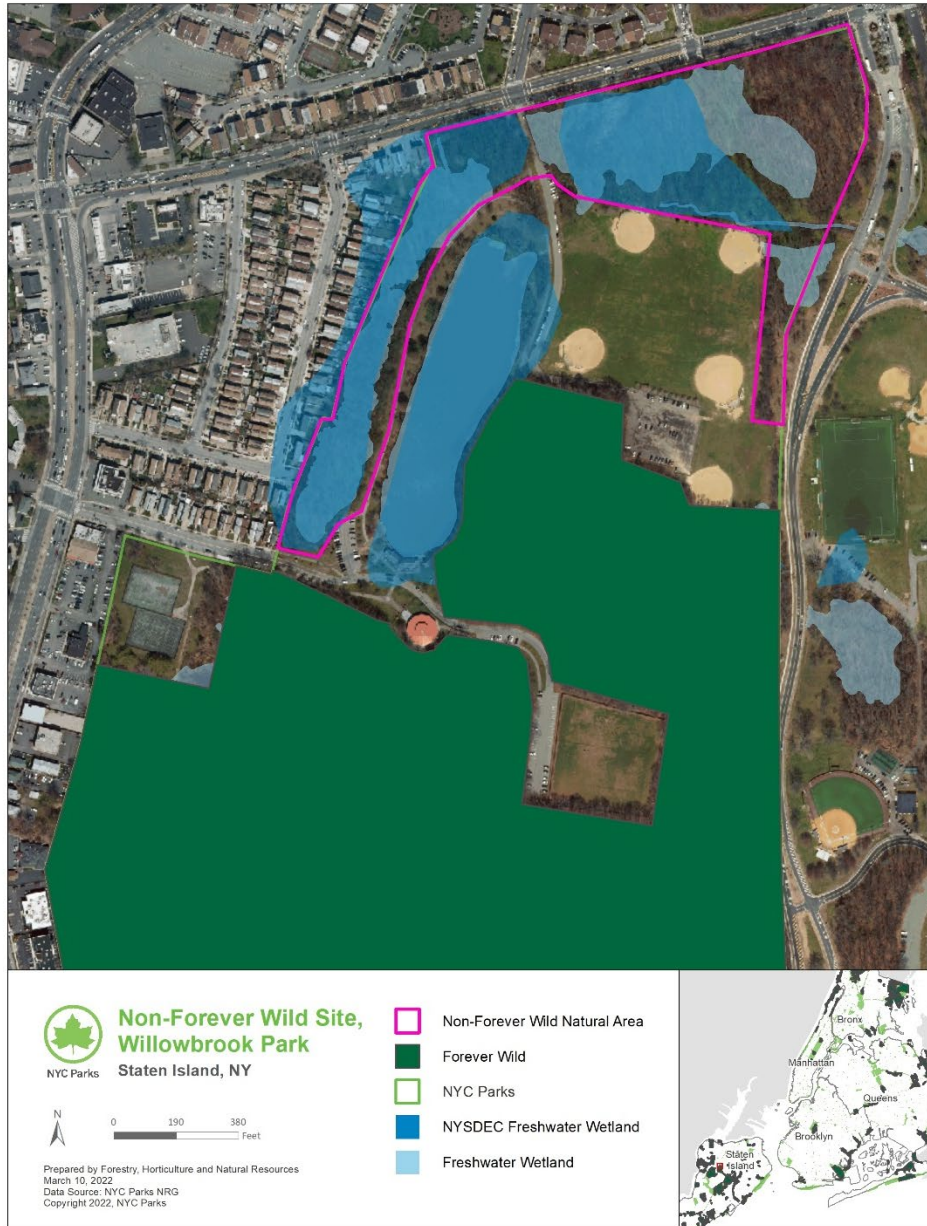 NYC Parks
Non-Forever Wild Site,
Willowbrook Park
Staten Island, NY
N
0 190 380
Feet
Prepared by Forestry, Horticulture and Natural Resources
March 10, 2022
Data Source: NYC Parks NRG
Copyright 2022, NYC Parks
Non-Forever Wild Natural Area
Forever Wild
NYC Parks
NYSDEC Freshwater Wetland
Freshwater Wetland
Bronx
Manhattan
Queens
Brooklyn
Staten
Island